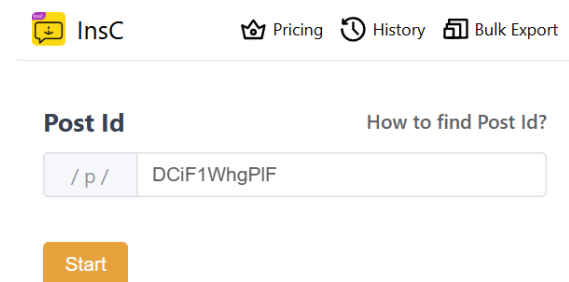 InsC
Pricing History Bulk Export
Post Id How to find Post Id?
/ p / DCiF1WhgPlF
Start